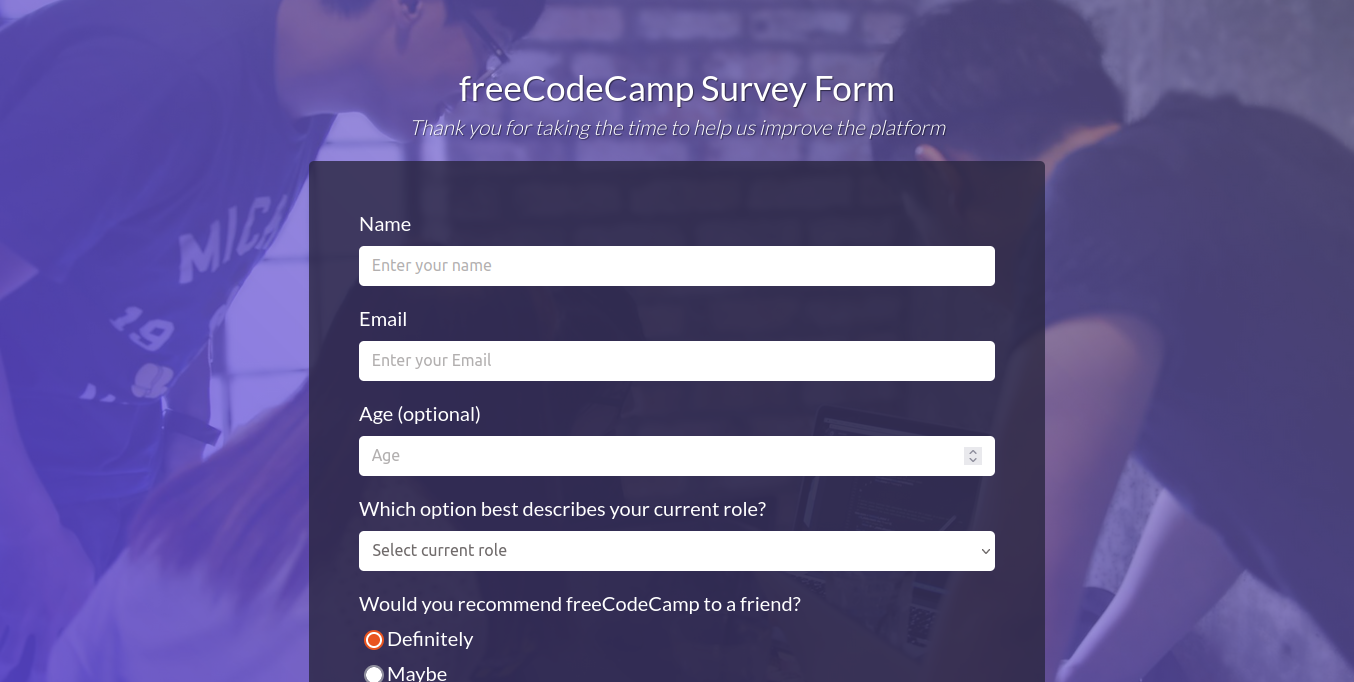 freeCodeCamp Survey Form
Thank you for taking the time to help us improve the platform
MICA
19
Name
Enter your name
Email
Enter your Email
Age (optional)
Age
Which option best describes your current role?
Select current role
Would you recommend freeCodeCamp to a friend?
Definitely
Maybe